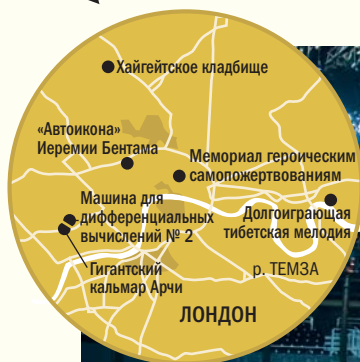 Хайгейтское кладбище
«Автоикона»
Иеремии Бентама
Мемориал героическим
самопожертвованиям
Машина для
дифференциальных
вычислений № 2
Долгоиграющая
тибетская мелодия
Гигантский
кальмар Арчи
р. ТЕМЗА
ЛОНДОН